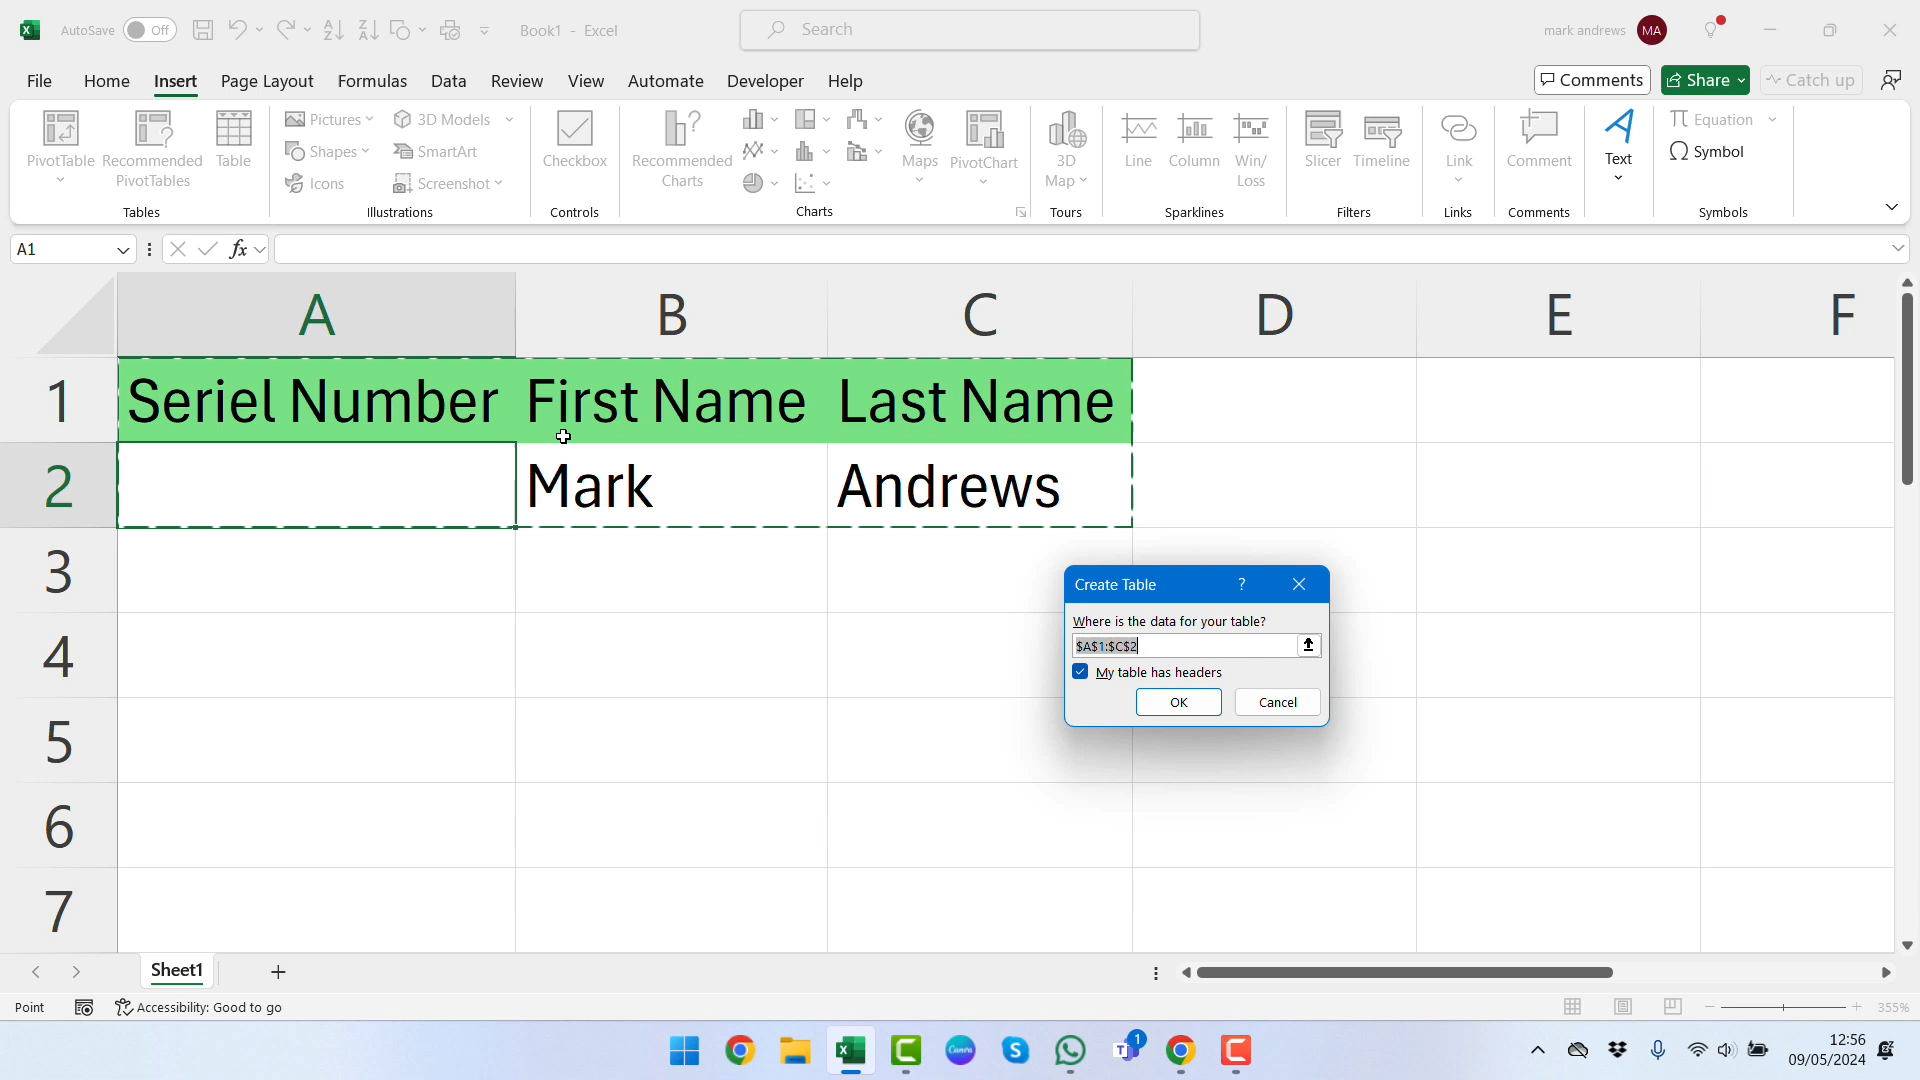 AutoSave Off Book1 - Excel Search mark andrews MA
File Home Insert Page Layout Formulas Data Review View Automate Developer Help Comments Share Catch up
PivotTable
Recommended
PivotTables
Table
Tables
Pictures
Shapes
Icons
3D Models
SmartArt
Screenshot
Illustrations
Checkbox
Controls
Recommended
Charts
Maps
PivotChart
Charts
3D
Map
Tours
Line
Column
Win/
Loss
Sparklines
Slicer
Timeline
Filters
Link
Links
Comment
Comments
Text
Equation
Symbol
Symbols
A1 fx
A B C D E F
1 Seriel Number First Name Last Name
2 Mark Andrews
3
4
5
6
7
Create Table ?
Where is the data for your table?
$A$1:$C$2
My table has headers
OK Cancel
Sheet1
Point Accessibility: Good to go 355%
Canva
1
12:56
09/05/2024